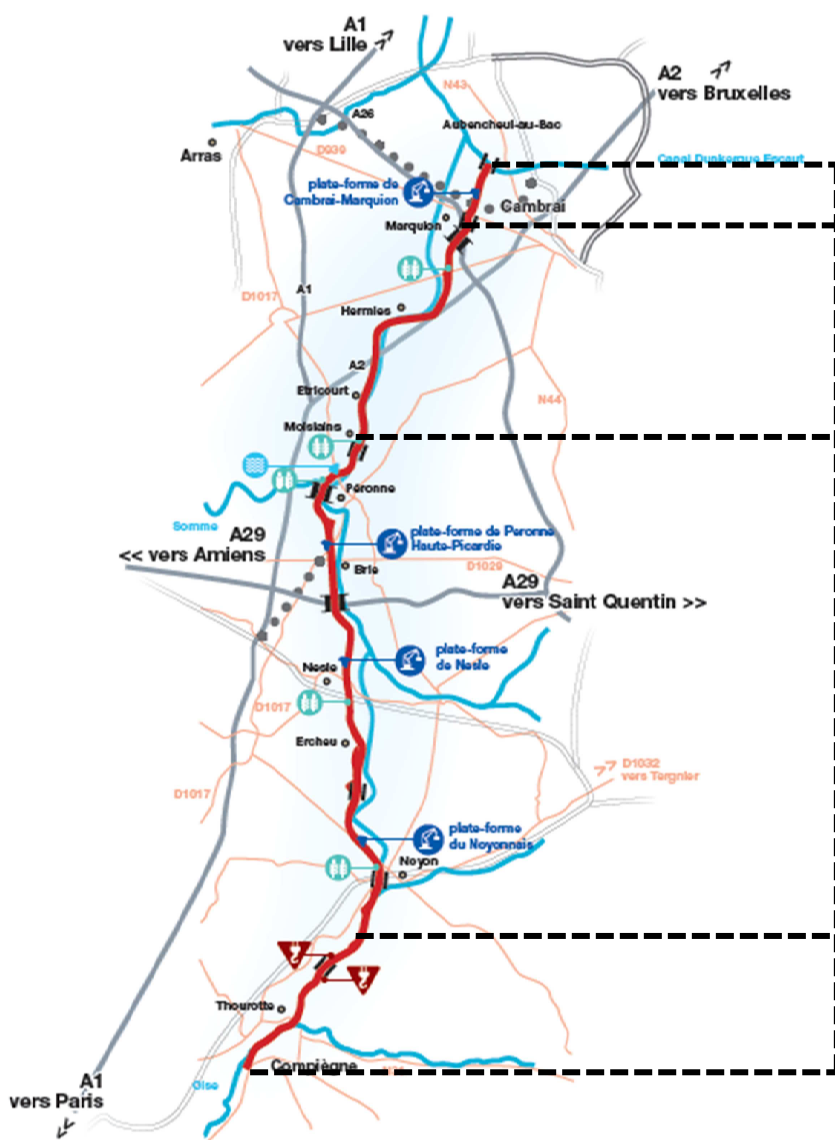 A1
vers Lille
A2
vers Bruxelles
N43
A26
Aubencheul-au-Bac
D939
Arras
Canal Dunkerque Escaut
plate-forme de
Cambrai-Marquion
Cambrai
Marquion
A1
D1017
Hermies
A2
Etricourt
N44
Moislains
Péronne
Somme
A29
<< vers Amiens
plate-forme de Peronne
Haute-Picardie
Brie
D1029
A29
vers Saint Quentin >>
plate-forme
de Nesle
Nesle
D1017
Ercheu
D1032
vers Tergnier
D1017
plate-forme
du Noyonnais
Noyon
Thourotte
Compiègne
Oise
A1
vers Paris